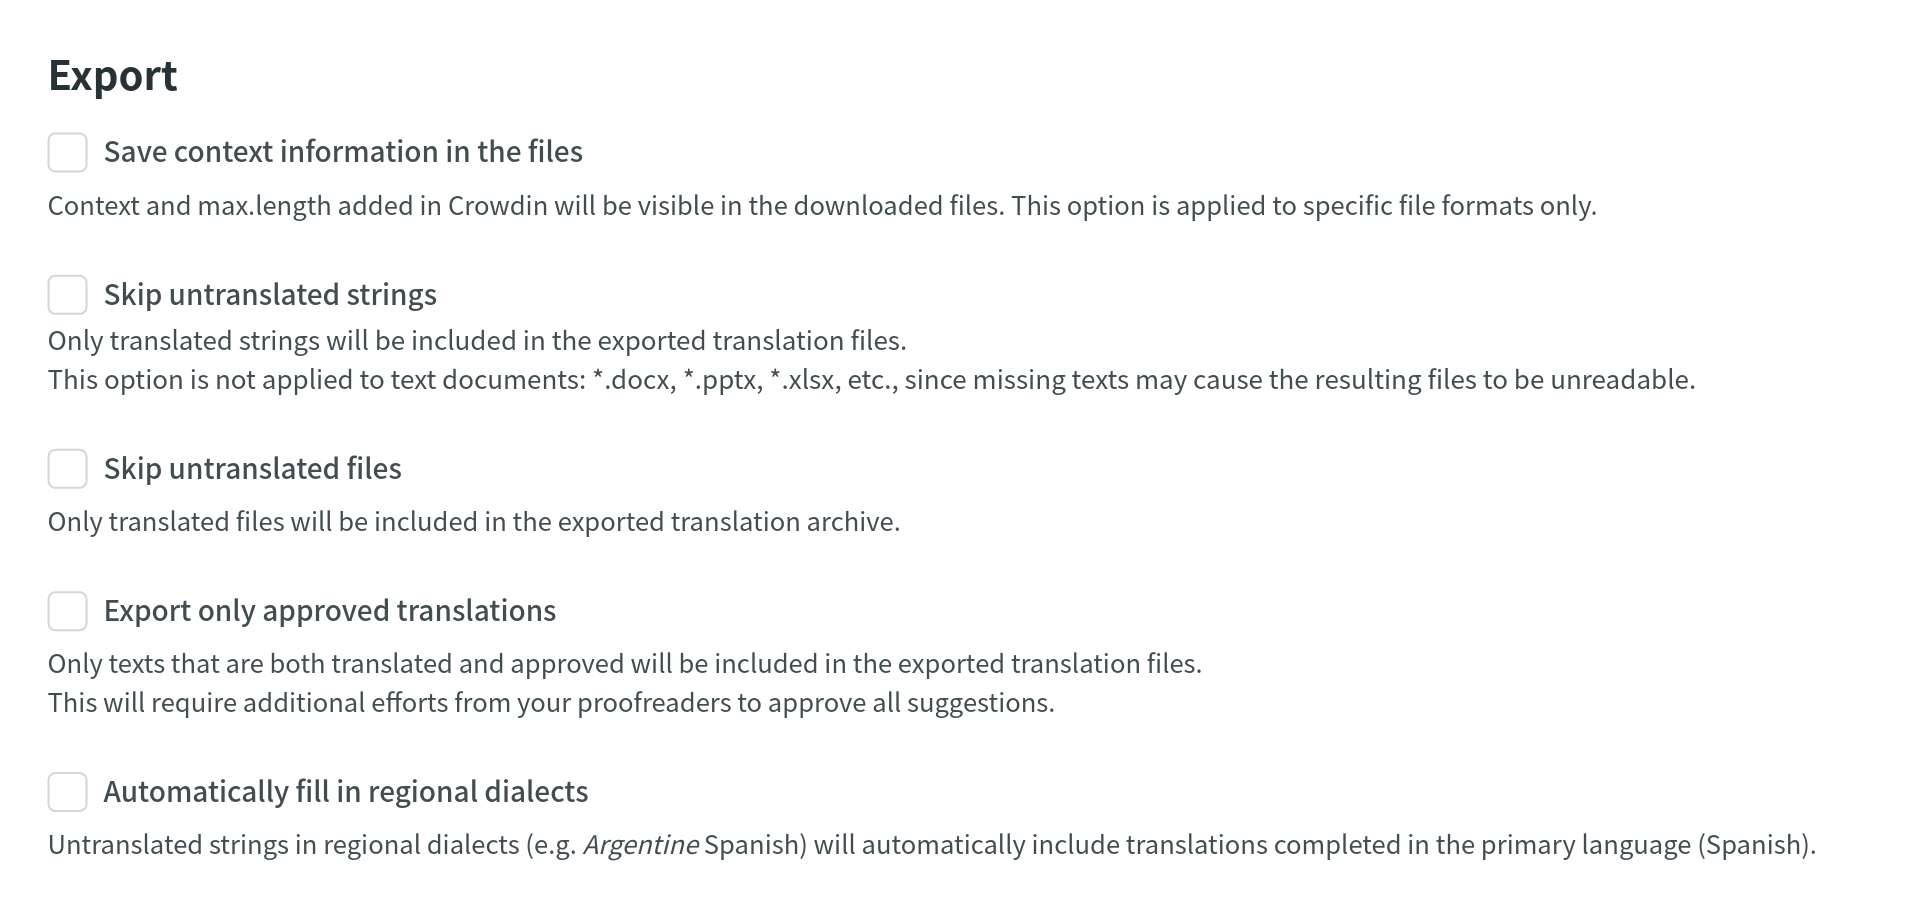 Export
Save context information in the files
Context and max.length added in Crowdin will be visible in the downloaded files. This option is applied to specific file formats only.
Skip untranslated strings
Only translated strings will be included in the exported translation files.
This option is not applied to text documents: *.docx, *.pptx, *.xlsx, etc., since missing texts may cause the resulting files to be unreadable.
Skip untranslated files
Only translated files will be included in the exported translation archive.
Export only approved translations
Only texts that are both translated and approved will be included in the exported translation files.
This will require additional efforts from your proofreaders to approve all suggestions.
Automatically fill in regional dialects
Untranslated strings in regional dialects (e.g. Argentine Spanish) will automatically include translations completed in the primary language (Spanish).